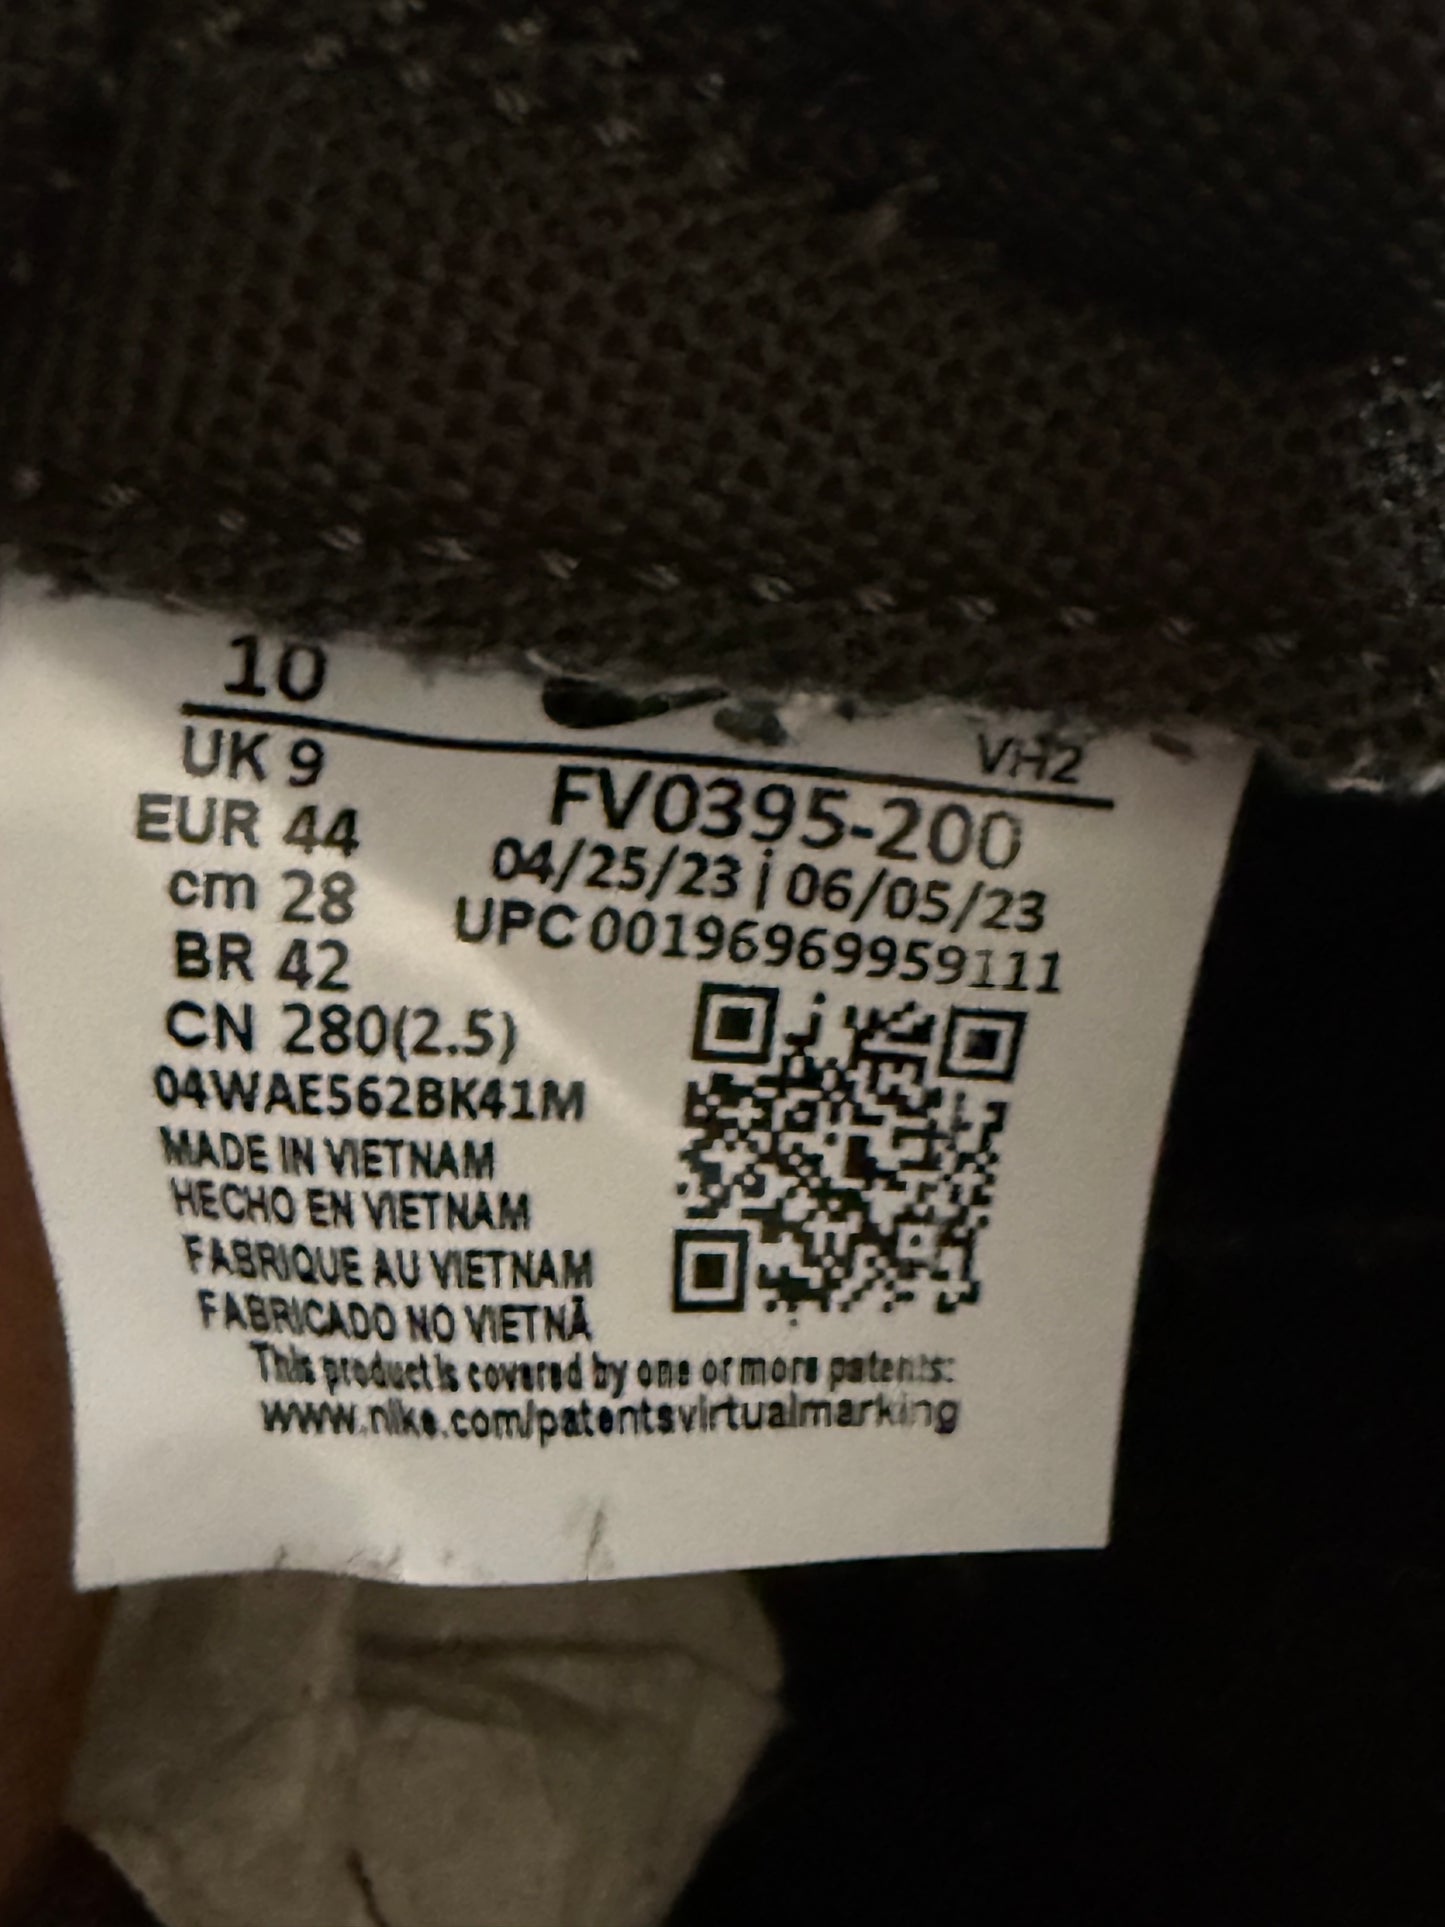 10
VH2
UK 9
EUR 44
cm 28
BR 42
CN 280(2.5)
FV0395-200
04/25/23 | 06/05/23
UPC 00196969959111
04WAE562BK41M
MADE IN VIETNAM
HECHO EN VIETNAM
FABRIQUE AU VIETNAM
FABRICADO NO VIETNÃ
This product is covered by one or more patents:
www.nike.com/patentsvirtualmarking